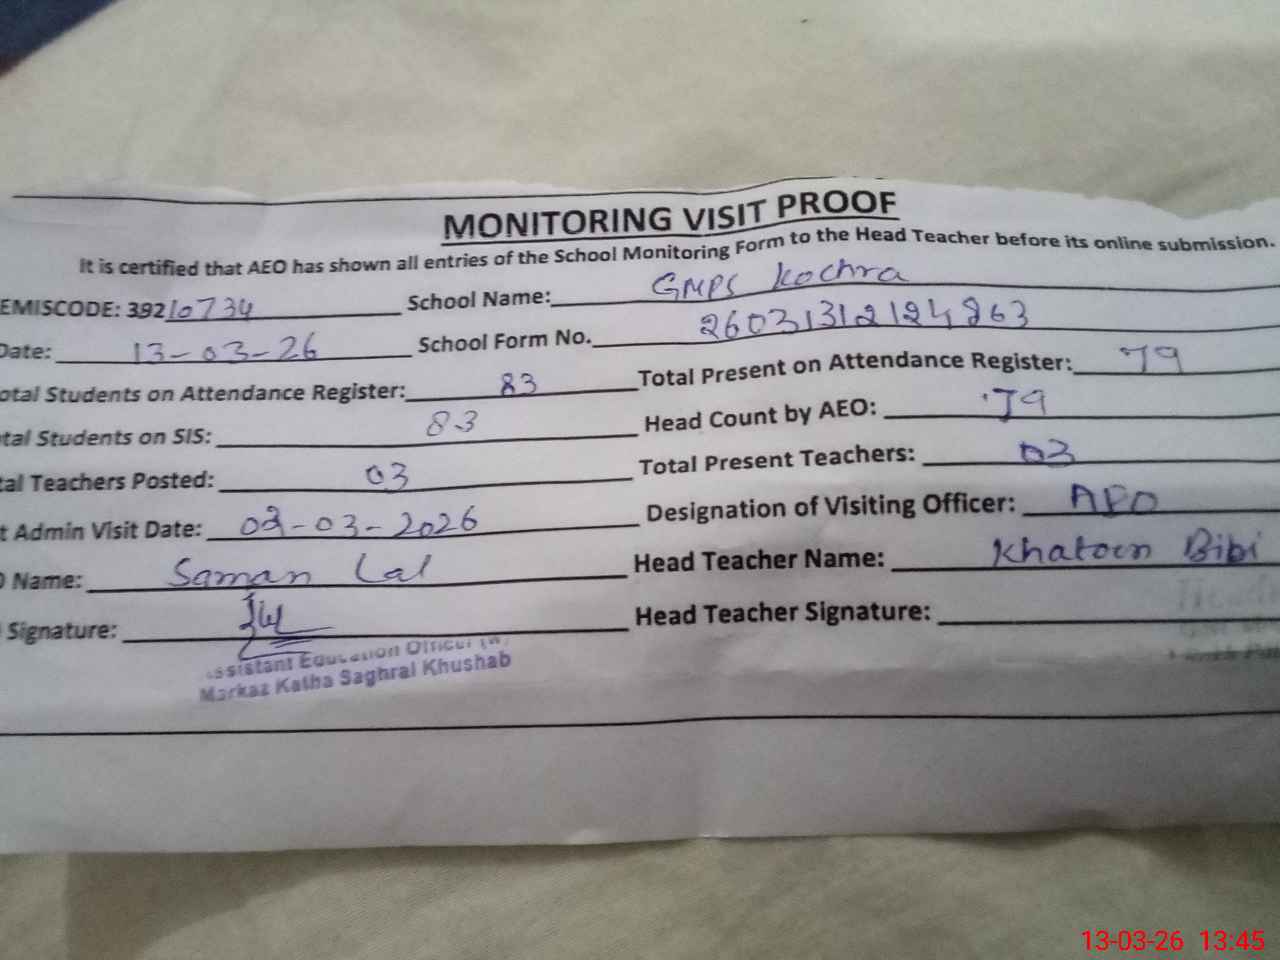 MONITORING VISIT PROOF
It is certified that AEO has shown all entries of the School Monitoring Form to the Head Teacher before its online submission.
EMISCODE: 39210734 School Name: GMPS Kochra
Date: 13-03-26 School Form No. 26031312124863
otal Students on Attendance Register: 83 Total Present on Attendance Register: 79
tal Students on SIS: 83 Head Count by AEO: 79
tal Teachers Posted: 03 Total Present Teachers: 03
t Admin Visit Date: -03-2026 Designation of Visiting Officer: AEO
Name: Saman Lal Head Teacher Name: Khatoon Bibi
Signature: Head Teacher Signature:
ssistant Education Officer (W)
Markaz Katha Saghral Khushab
13-03-26 13:45